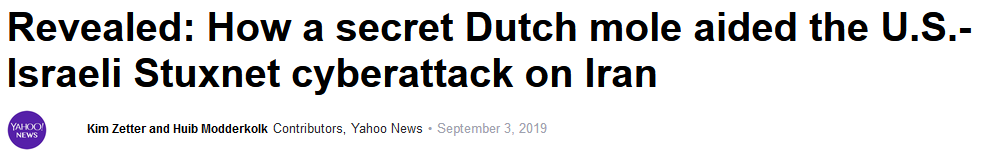 Revealed: How a secret Dutch mole aided the U.S.-
Israeli Stuxnet cyberattack on Iran
YAHOO!
NEWS
Kim Zetter and Huib Modderkolk Contributors, Yahoo News • September 3, 2019